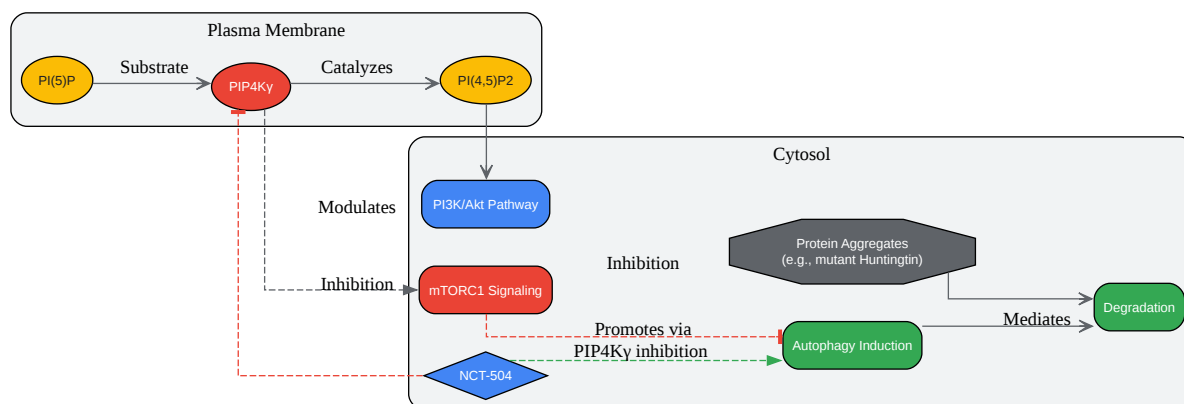 Plasma Membrane
PI(5)P
Substrate
PIP4Kγ
Catalyzes
PI(4,5)P2
Cytosol
Modulates
PI3K/Akt Pathway
Protein Aggregates
(e.g., mutant Huntingtin)
Inhibition
Inhibition
mTORC1 Signaling
Degradation
Promotes via
PIP4Kγ inhibition
Mediates
Autophagy Induction
NCT-504